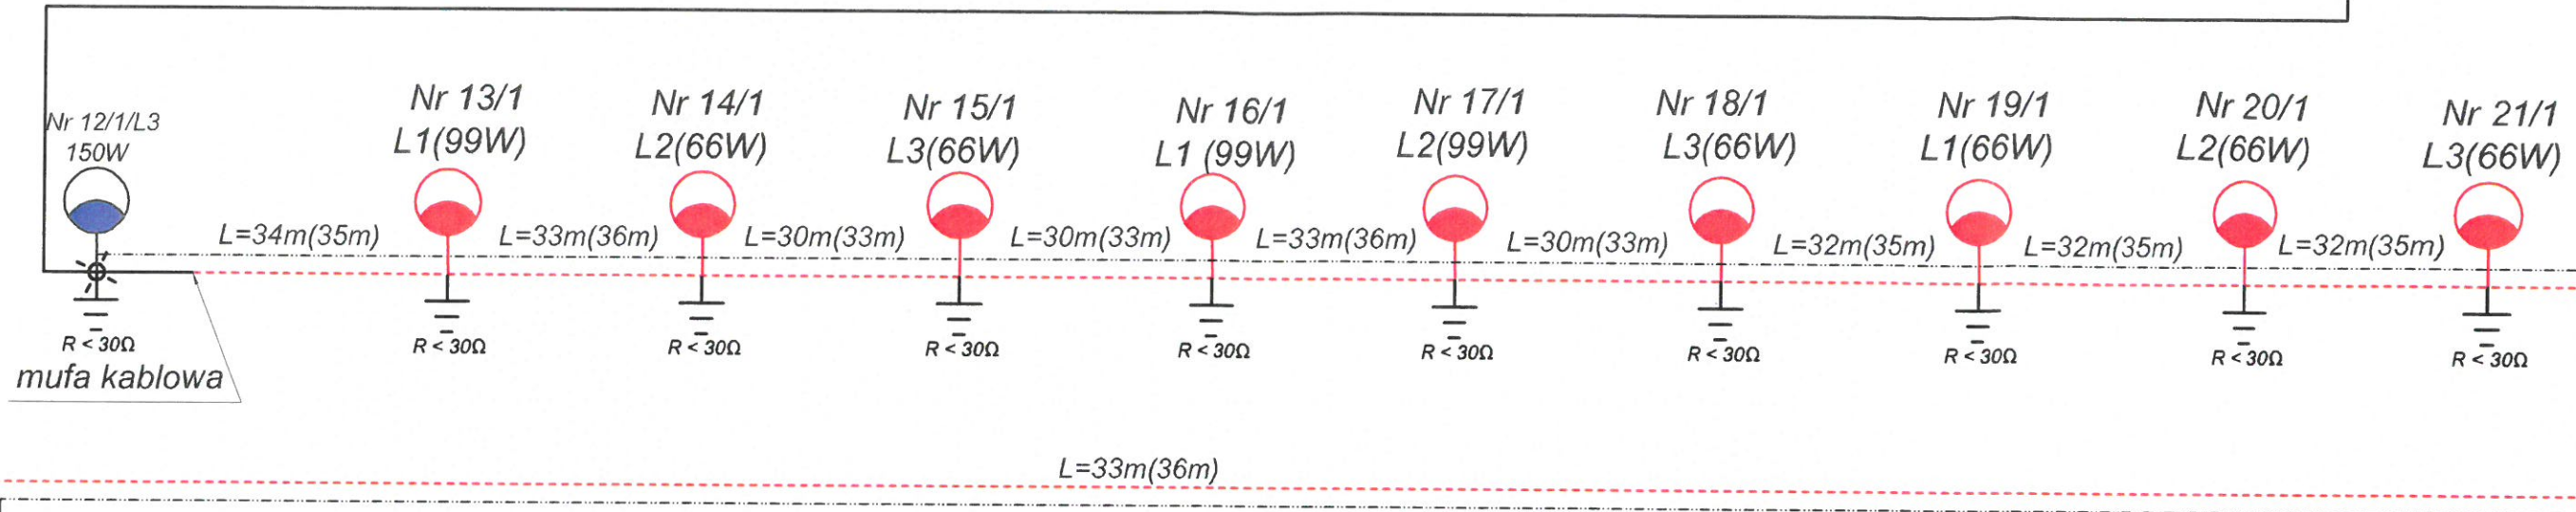 Nr 12/1/L3
150W
Nr 13/1
L1(99W)
Nr 14/1
L2(66W)
Nr 15/1
L3(66W)
Nr 16/1
L1 (99W)
Nr 17/1
L2(99W)
Nr 18/1
L3(66W)
Nr 19/1
L1(66W)
Nr 20/1
L2(66W)
Nr 21/1
L3(66W)
L=34m(35m)
L=33m(36m)
L=30m(33m)
L=30m(33m)
L=33m(36m)
L=30m(33m)
L=32m(35m)
L=32m(35m)
L=32m(35m)
R < 30Ω
R < 30Ω
R < 30Ω
R < 30Ω
R < 30Ω
R < 30Ω
R < 30Ω
R < 30Ω
R < 30Ω
R < 30Ω
mufa kablowa
L=33m(36m)